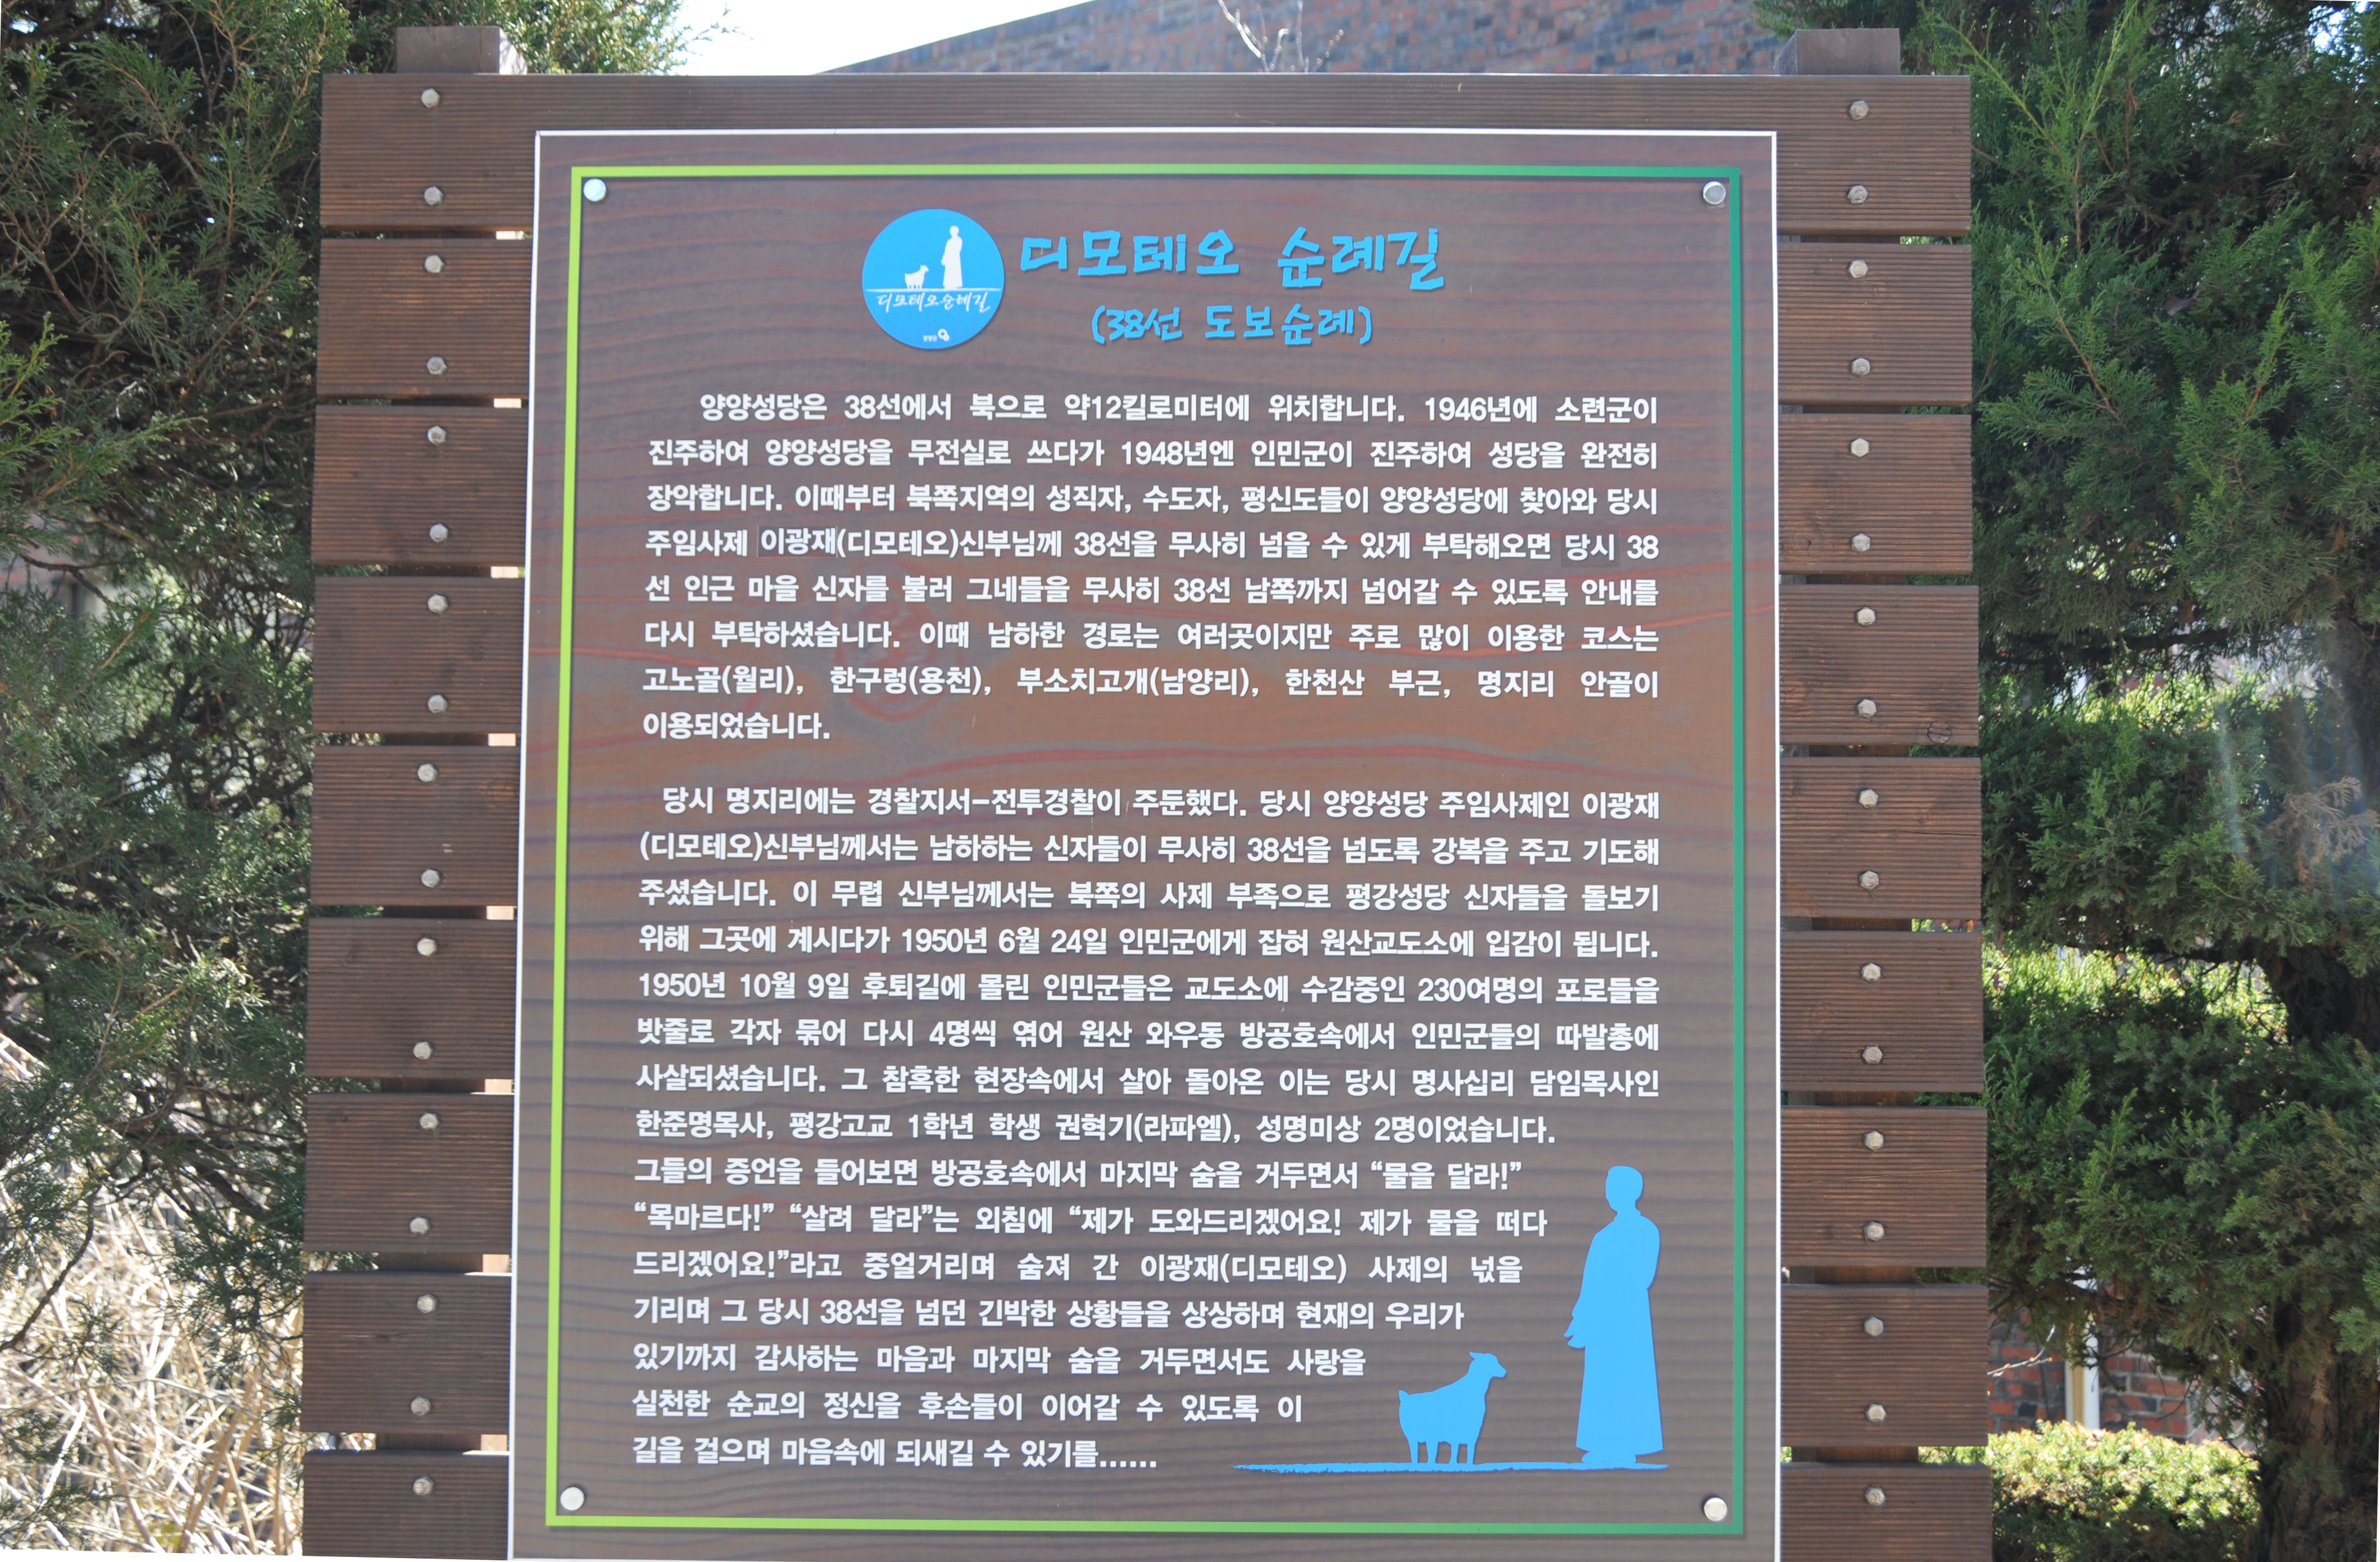 디모테오 순례길
디모테오순례길
(38선 도보순례)
양양성당은 38선에서 북으로 약12킬로미터에 위치합니다. 1946년에 소련군이
진주하여 양양성당을 무전실로 쓰다가 1948년엔 인민군이 진주하여 성당을 완전히
장악합니다. 이때부터 북쪽지역의 성직자, 수도자, 평신도들이 양양성당에 찾아와 당시
주임사제 이광재(디모테오)신부님께 38선을 무사히 넘을 수 있게 부탁해오면 당시 38
선 인근 마을 신자를 불러 그네들을 무사히 38선 남쪽까지 넘어갈 수 있도록 안내를
다시 부탁하셨습니다. 이때 남하한 경로는 여러곳이지만 주로 많이 이용한 코스는
고노골(월리), 한구렁(용천), 부소치고개(남양리), 한천산 부근, 명지리 안골이
이용되었습니다.
당시 명지리에는 경찰지서-전투경찰이 주둔했다. 당시 양양성당 주임사제인 이광재
(디모테오)신부님께서는 남하하는 신자들이 무사히 38선을 넘도록 강복을 주고 기도해
주셨습니다. 이 무렵 신부님께서는 북쪽의 사제 부족으로 평강성당 신자들을 돌보기
위해 그곳에 계시다가 1950년 6월 24일 인민군에게 잡혀 원산교도소에 입감이 됩니다.
1950년 10월 9일 후퇴길에 몰린 인민군들은 교도소에 수감중인 230여명의 포로들을
밧줄로 각자 묶어 다시 4명씩 엮어 원산 와우동 방공호속에서 인민군들의 따발총에
사살되셨습니다. 그 참혹한 현장속에서 살아 돌아온 이는 당시 명사십리 담임목사인
한준명목사, 평강고교 1학년 학생 권혁기(라파엘), 성명미상 2명이었습니다.
그들의 증언을 들어보면 방공호속에서 마지막 숨을 거두면서 “물을 달라!”
“목마르다!” “살려 달라”는 외침에 “제가 도와드리겠어요! 제가 물을 떠다
드리겠어요!”라고 중얼거리며 숨져 간 이광재(디모테오) 사제의 넋을
기리며 그 당시 38선을 넘던 긴박한 상황들을 상상하며 현재의 우리가
있기까지 감사하는 마음과 마지막 숨을 거두면서도 사랑을
실천한 순교의 정신을 후손들이 이어갈 수 있도록 이
길을 걸으며 마음속에 되새길 수 있기를......